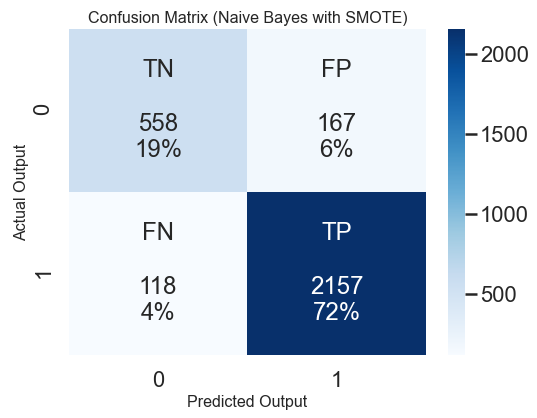 Confusion Matrix (Naive Bayes with SMOTE)
TN
FP
558
167
19%
6%
FN
TP
118
2157
4%
72%
0
1
Actual Output
0
1
Predicted Output
2000
1500
1000
500